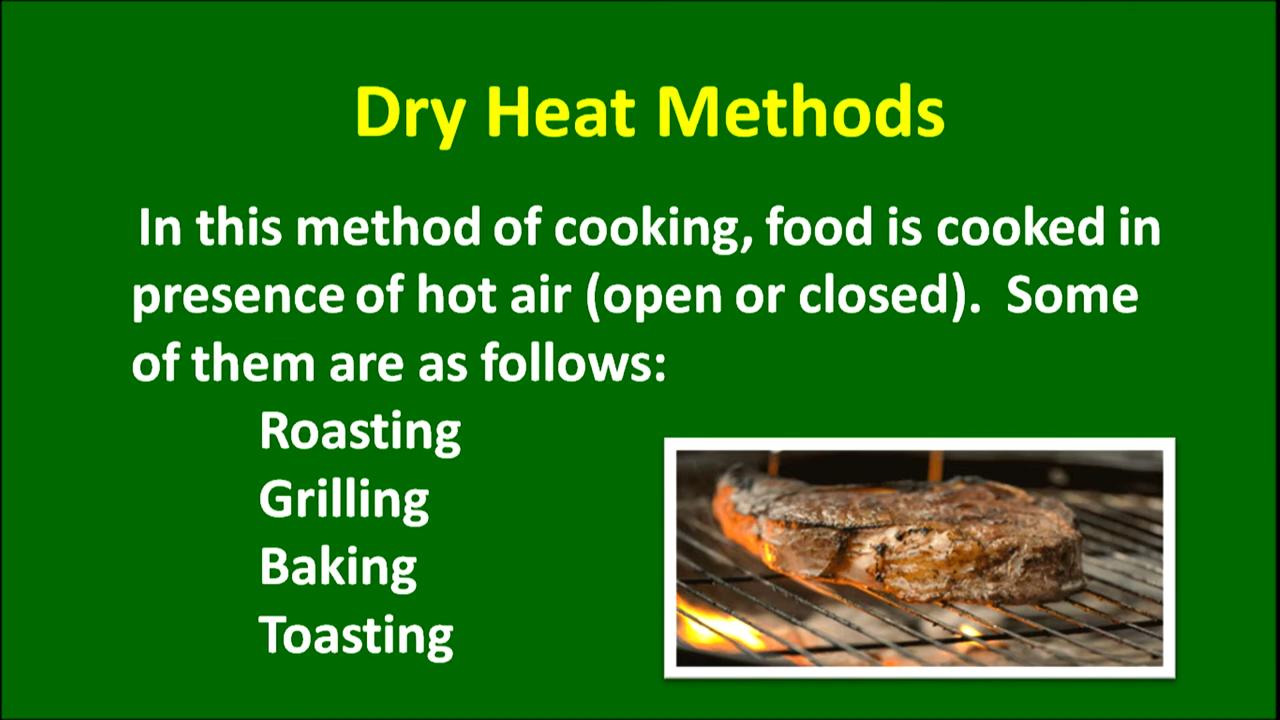 Dry Heat Methods
In this method of cooking, food is cooked in
presence of hot air (open or closed).  Some
of them are as follows:
Roasting
Grilling
Baking
Toasting